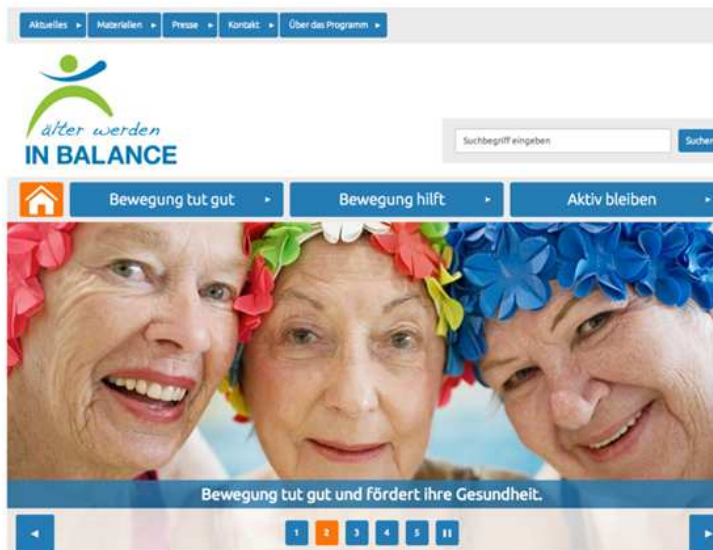 Aktuelles
Materialien
Presse
Kontakt
Über das Programm
älter werden
IN BALANCE
Suchbegriff eingeben
Suchen
Bewegung tut gut
Bewegung hilft
Aktiv bleiben
Bewegung tut gut und fördert ihre Gesundheit.
1 2 3 4 5